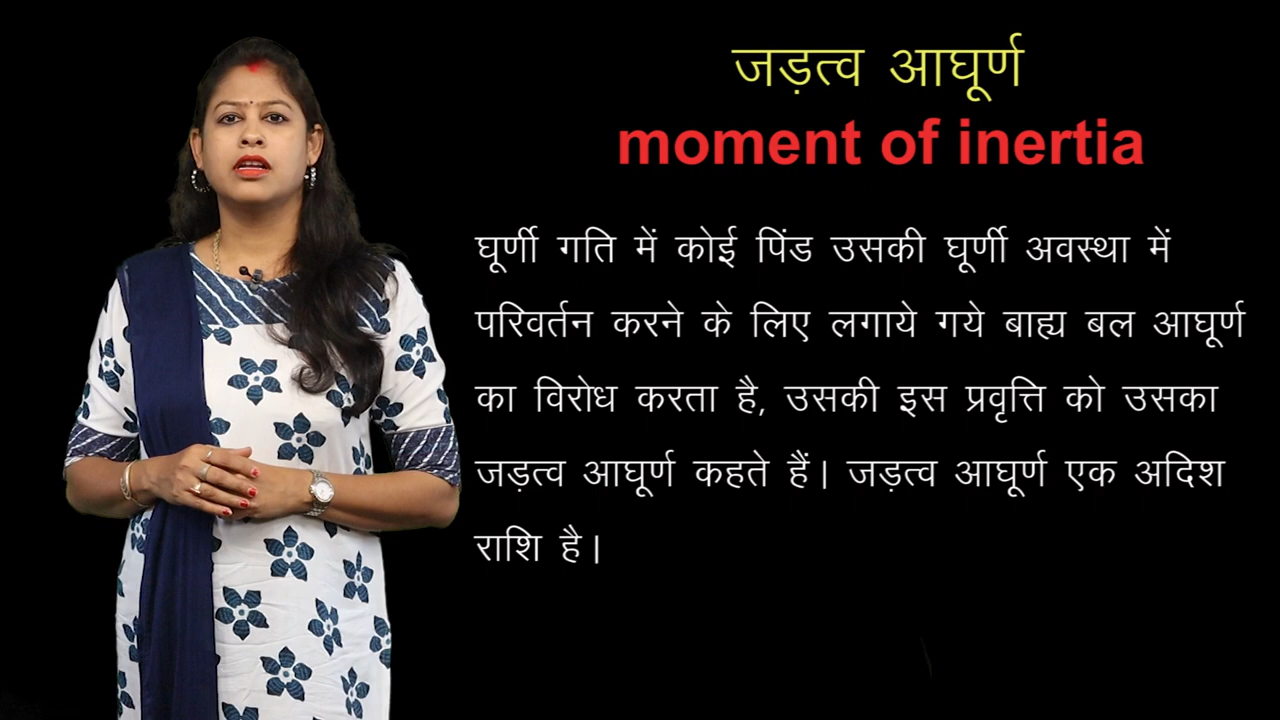 जड़त्व आघूर्ण
moment of inertia
घूर्णी गति में कोई पिंड उसकी घूर्णी अवस्था में
परिवर्तन करने के लिए लगाये गये बाह्य बल आघूर्ण
का विरोध करता है, उसकी इस प्रवृत्ति को उसका
जड़त्व आघूर्ण कहते हैं। जड़त्व आघूर्ण एक अदिश
राशि है।